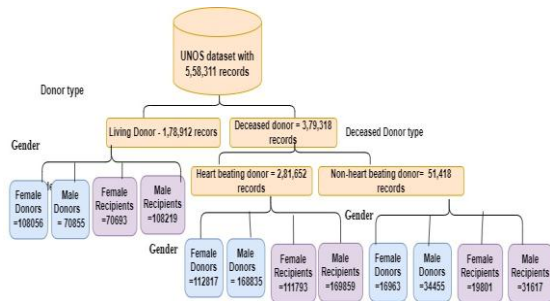 UNOS dataset with
5,58,311 records
Donor type
Living Donor - 1,78,912 recors
Deceased donor = 3,79,318
records
Deceased Donor type
Gender
Female
Donors
=108056
Male
Donors
= 70855
Female
Recipients
=70693
Male
Recipients
=108219
Heart beating donor = 2,81,652
records
Non-heart beating donor= 51,418
records
Gender
Female
Donors
=112817
Male
Donors
= 168835
Female
Recipients
=111793
Male
Recipients
=169859
Gender
Female
Donors
=16963
Male
Donors
=34455
Female
Recipients
=19801
Male
Recipients
=31617